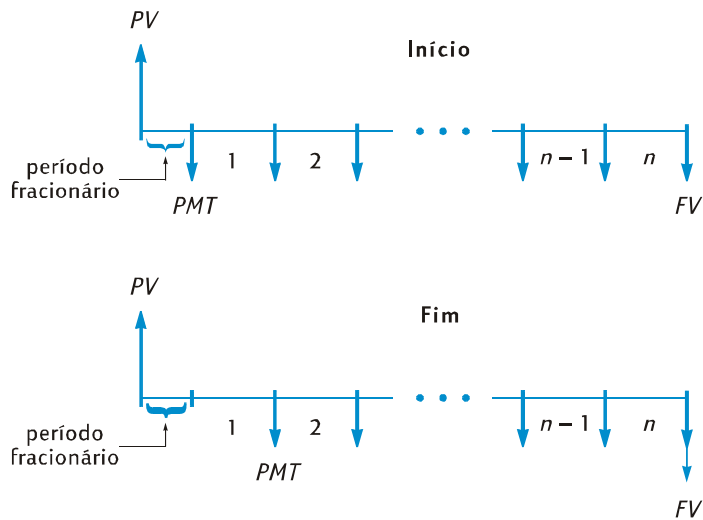 PV
Início
período
fracionário
1
2
n – 1
n
PMT
FV
PV
Fim
período
fracionário
1
2
n – 1
n
PMT
FV